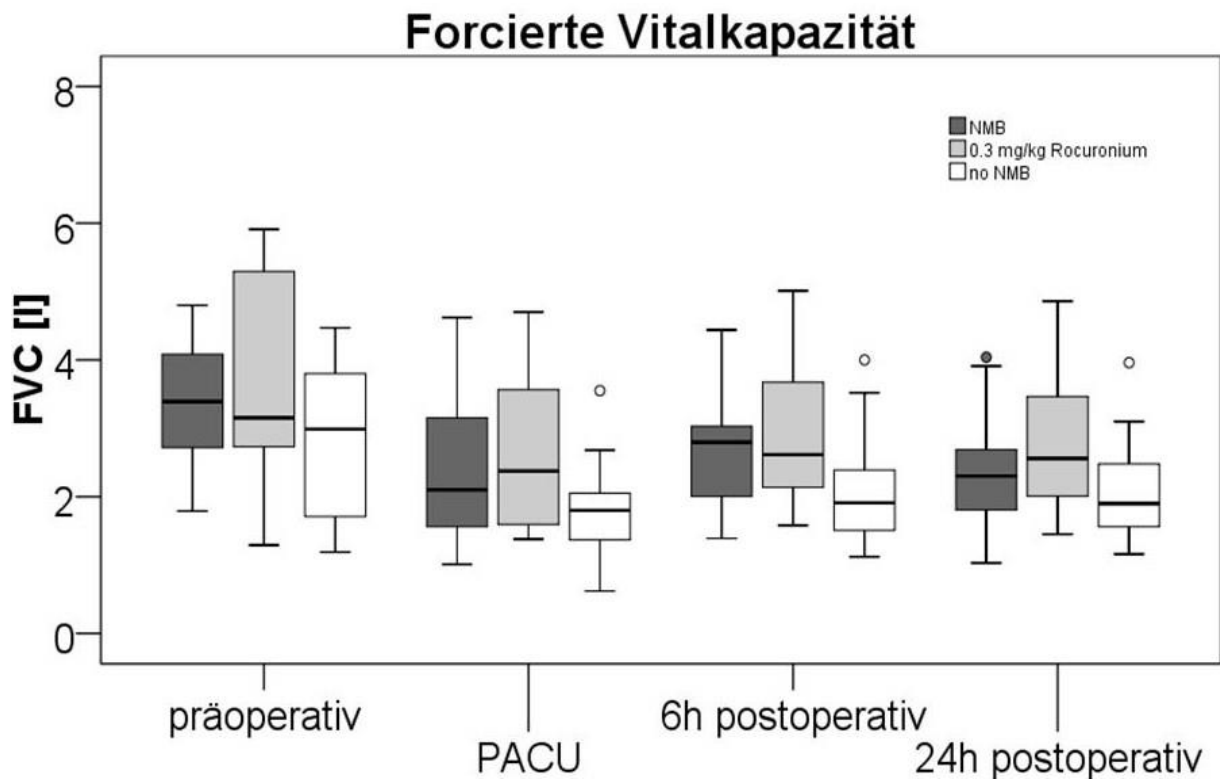 Forcierte Vitalkapazität
8
6
4
2
0
FVC [l]
NMB
0.3 mg/kg Rocuronium
no NMB
präoperativ
PACU
6h postoperativ
24h postoperativ